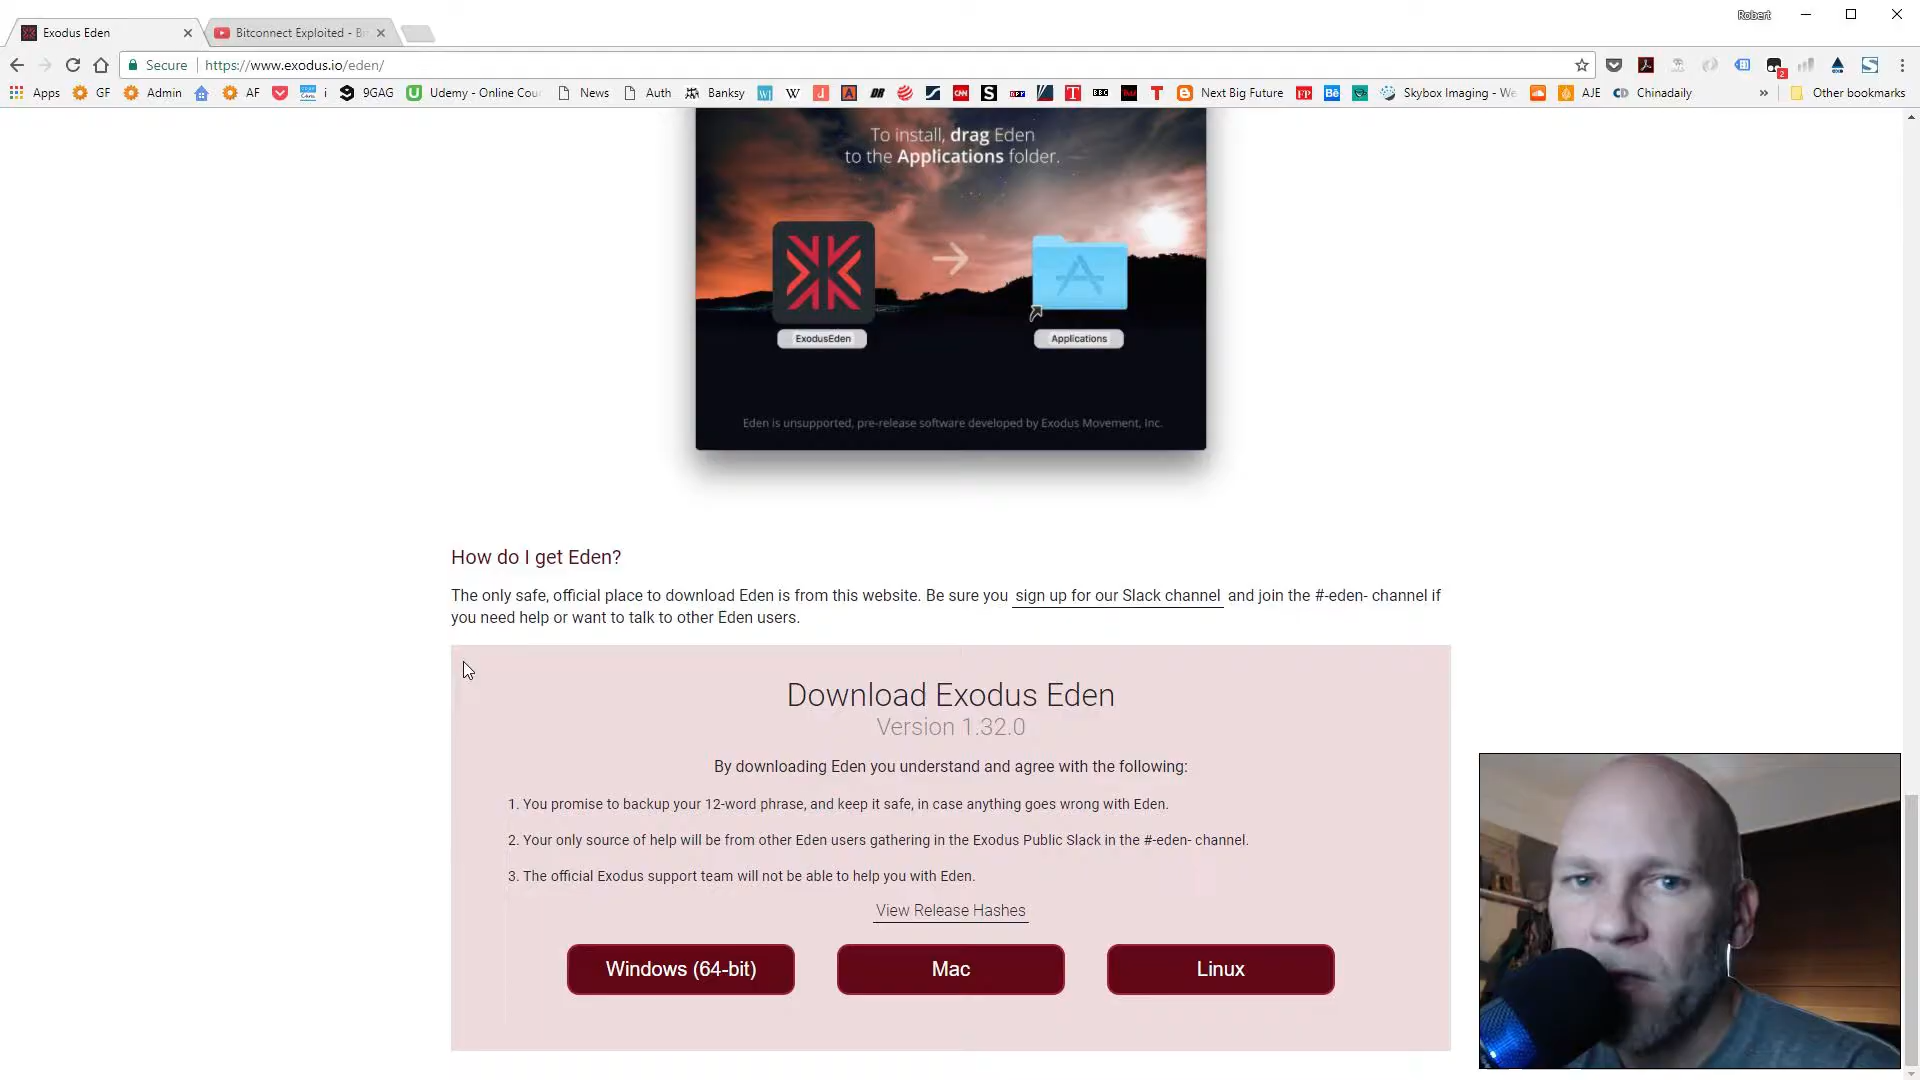 Exodus Eden
Bitconnect Exploited - Bi
Robert
Secure https://www.exodus.io/eden/
2
Apps GF Admin AF i 9GAG Udemy - Online Cou News Auth Banksy W Next Big Future Bē Skybox Imaging - We AJE CD Chinadaily » Other bookmarks
To install, drag Eden
to the Applications folder.
ExodusEden
Applications
Eden is unsupported, pre-release software developed by Exodus Movement, Inc.
How do I get Eden?
The only safe, official place to download Eden is from this website. Be sure you sign up for our Slack channel and join the #-eden- channel if
you need help or want to talk to other Eden users.
Download Exodus Eden
Version 1.32.0
By downloading Eden you understand and agree with the following:
1. You promise to backup your 12-word phrase, and keep it safe, in case anything goes wrong with Eden.
2. Your only source of help will be from other Eden users gathering in the Exodus Public Slack in the #-eden- channel.
3. The official Exodus support team will not be able to help you with Eden.
View Release Hashes
Windows (64-bit)
Mac
Linux